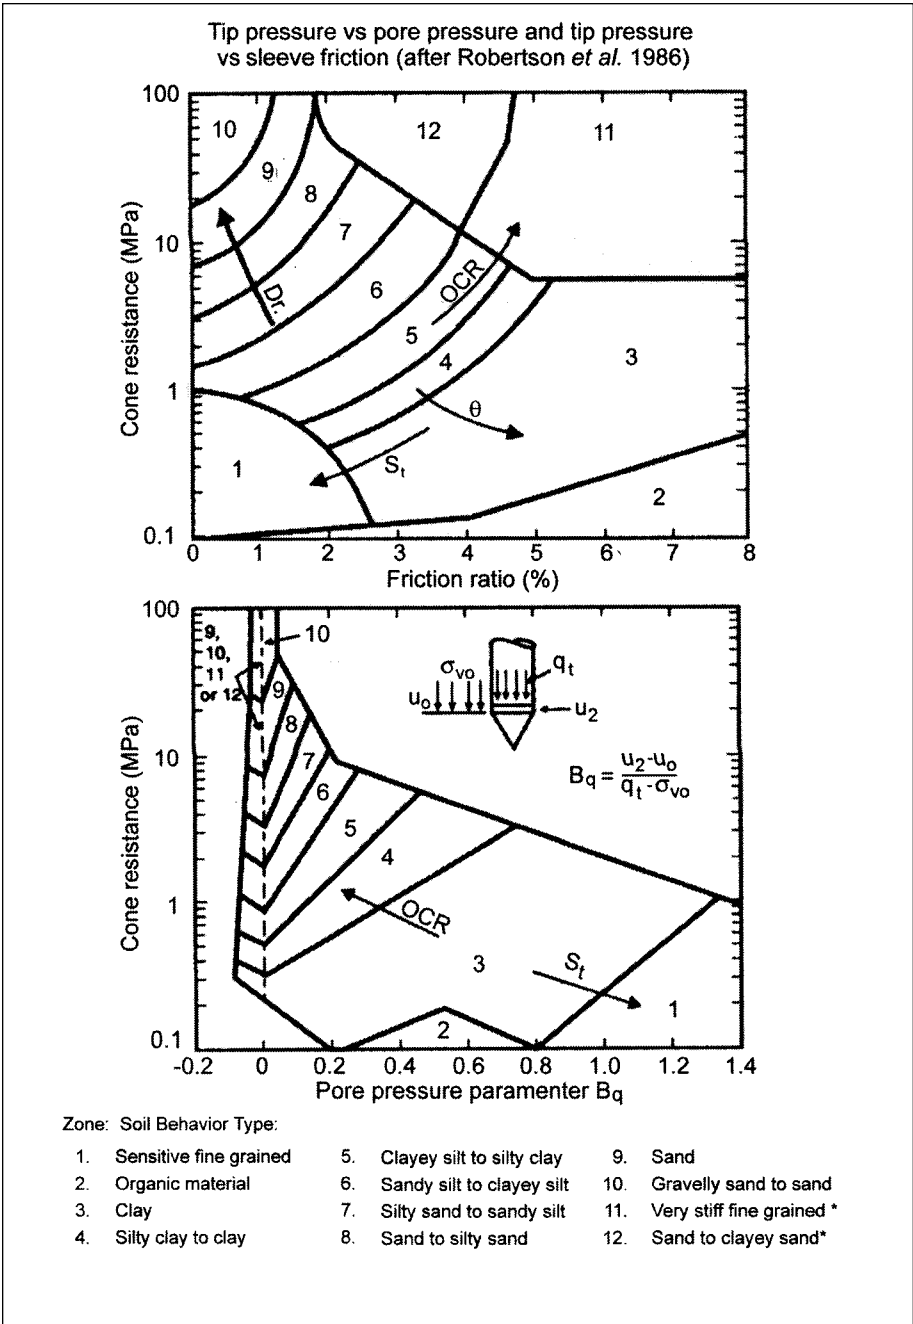 Tip pressure vs pore pressure and tip pressure
vs sleeve friction (after Robertson et al. 1986)
100
10
1
0.1
Cone resistance (MPa)
10
9
8
7
6
5
4
3
12
11
1
2
Dr.
OCR
θ
St
0 1 2 3 4 5 6 7 8
Friction ratio (%)
100
10
1
0.1
Cone resistance (MPa)
9,
10,
11
or 12
10
9
8
7
6
5
4
3
2
1
OCR
St
σvo
uo
qt
u2
Bq = u2-uo
qt-σvo
-0.2 0 0.2 0.4 0.6 0.8 1.0 1.2 1.4
Pore pressure paramenter Bq
Zone: Soil Behavior Type:
1. Sensitive fine grained
2. Organic material
3. Clay
4. Silty clay to clay
5. Clayey silt to silty clay
6. Sandy silt to clayey silt
7. Silty sand to sandy silt
8. Sand to silty sand
9. Sand
10. Gravelly sand to sand
11. Very stiff fine grained *
12. Sand to clayey sand*